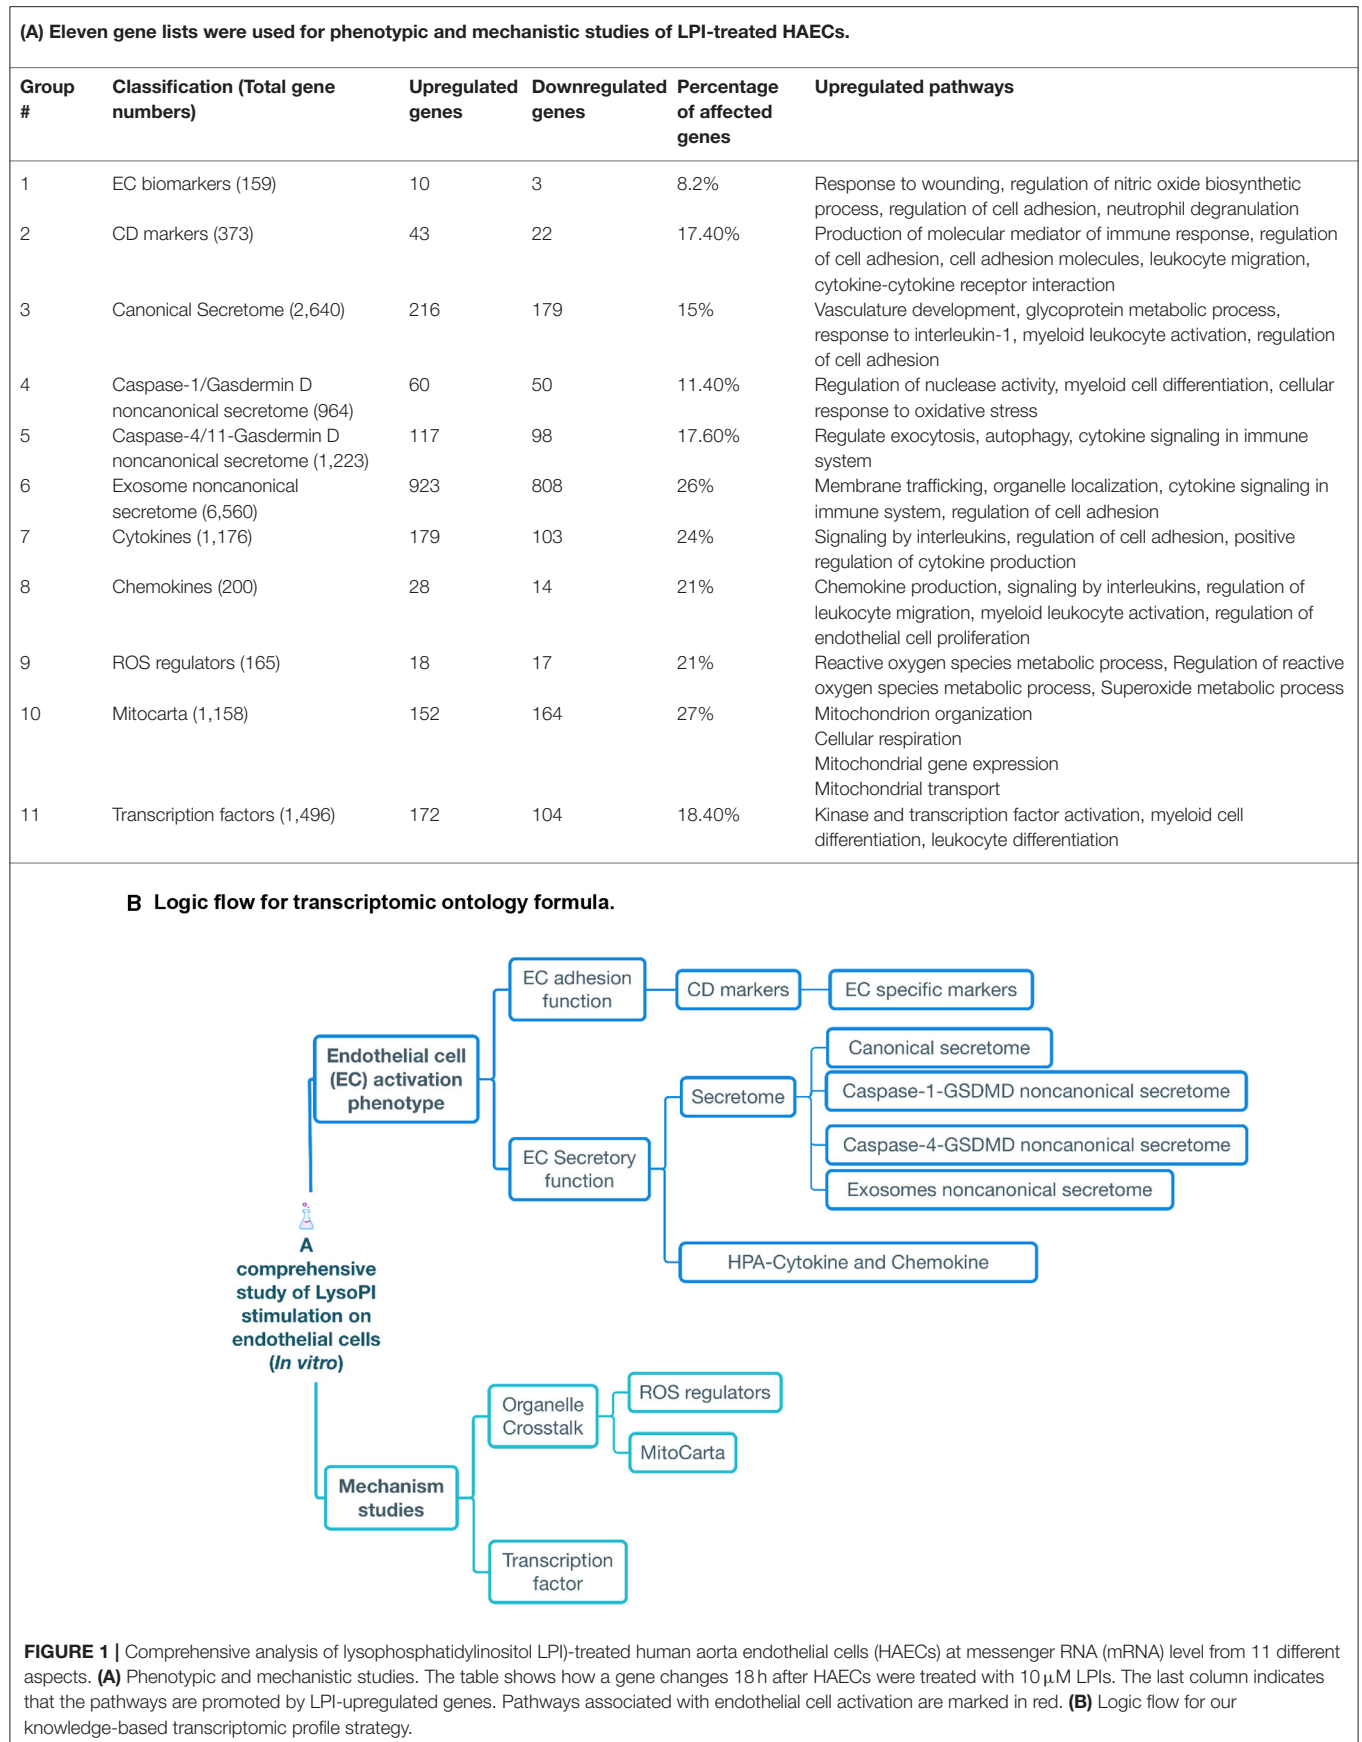 (A) Eleven gene lists were used for phenotypic and mechanistic studies of LPI-treated HAECs.
Group # Classification (Total gene numbers) Upregulated genes Downregulated genes Percentage of affected genes Upregulated pathways
1 EC biomarkers (159) 10 3 8.2% Response to wounding, regulation of nitric oxide biosynthetic
process, regulation of cell adhesion, neutrophil degranulation
2 CD markers (373) 43 22 17.40% Production of molecular mediator of immune response, regulation
of cell adhesion, cell adhesion molecules, leukocyte migration,
cytokine-cytokine receptor interaction
3 Canonical Secretome (2,640) 216 179 15% Vasculature development, glycoprotein metabolic process,
response to interleukin-1, myeloid leukocyte activation, regulation
of cell adhesion
4 Caspase-1/Gasdermin D 60 50 11.40% Regulation of nuclease activity, myeloid cell differentiation, cellular
noncanonical secretome (964) response to oxidative stress
5 Caspase-4/11-Gasdermin D 117 98 17.60% Regulate exocytosis, autophagy, cytokine signaling in immune
noncanonical secretome (1,223) system
6 Exosome noncanonical 923 808 26% Membrane trafficking, organelle localization, cytokine signaling in
secretome (6,560) immune system, regulation of cell adhesion
7 Cytokines (1,176) 179 103 24% Signaling by interleukins, regulation of cell adhesion, positive
regulation of cytokine production
8 Chemokines (200) 28 14 21% Chemokine production, signaling by interleukins, regulation of
leukocyte migration, myeloid leukocyte activation, regulation of
endothelial cell proliferation
9 ROS regulators (165) 18 17 21% Reactive oxygen species metabolic process, Regulation of reactive
oxygen species metabolic process, Superoxide metabolic process
10 Mitocarta (1,158) 152 164 27% Mitochondrion organization
Cellular respiration
Mitochondrial gene expression
Mitochondrial transport
11 Transcription factors (1,496) 172 104 18.40% Kinase and transcription factor activation, myeloid cell
differentiation, leukocyte differentiation
B Logic flow for transcriptomic ontology formula.
A
comprehensive
study of LysoPI
stimulation on
endothelial cells
(In vitro)
Endothelial cell
(EC) activation
phenotype
EC adhesion
function
CD markers
EC specific markers
EC Secretory
function
Secretome
Canonical secretome
Caspase-1-GSDMD noncanonical secretome
Caspase-4-GSDMD noncanonical secretome
Exosomes noncanonical secretome
HPA-Cytokine and Chemokine
Mechanism
studies
Organelle
Crosstalk
ROS regulators
MitoCarta
Transcription
factor
FIGURE 1 | Comprehensive analysis of lysophosphatidylinositol LPI)-treated human aorta endothelial cells (HAECs) at messenger RNA (mRNA) level from 11 different
aspects. (A) Phenotypic and mechanistic studies. The table shows how a gene changes 18 h after HAECs were treated with 10 μM LPIs. The last column indicates
that the pathways are promoted by LPI-upregulated genes. Pathways associated with endothelial cell activation are marked in red. (B) Logic flow for our
knowledge-based transcriptomic profile strategy.